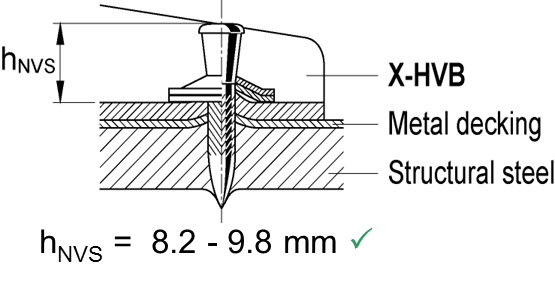 hNVS
X-HVB
Metal decking
Structural steel
hNVS = 8.2 - 9.8 mm ✓